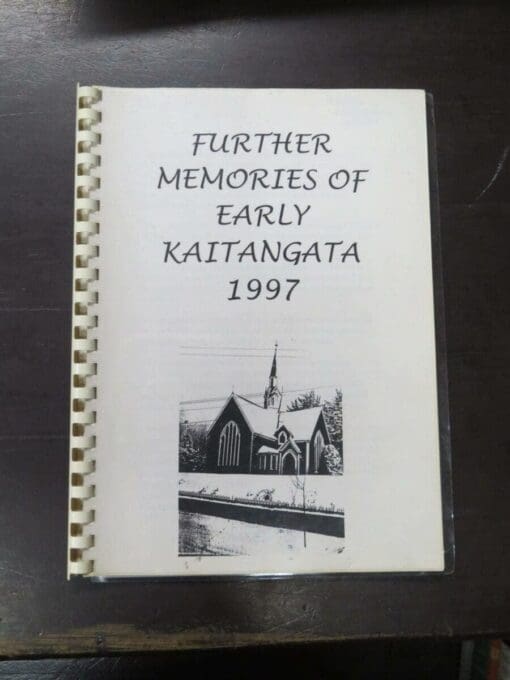 FURTHER
MEMORIES OF
EARLY
KAITANGATA
1997